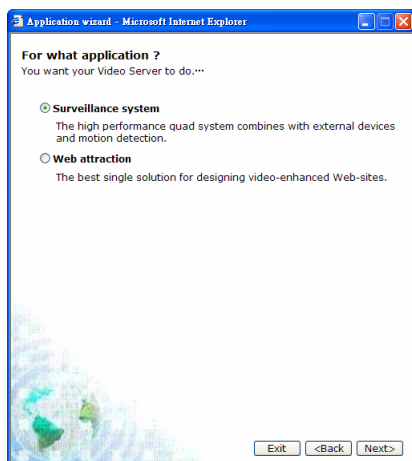 Application wizard - Microsoft Internet Explorer
For what application ?
You want your Video Server to do.…
Surveillance system
The high performance quad system combines with external devices
and motion detection.
Web attraction
The best single solution for designing video-enhanced Web-sites.
Exit <Back Next>